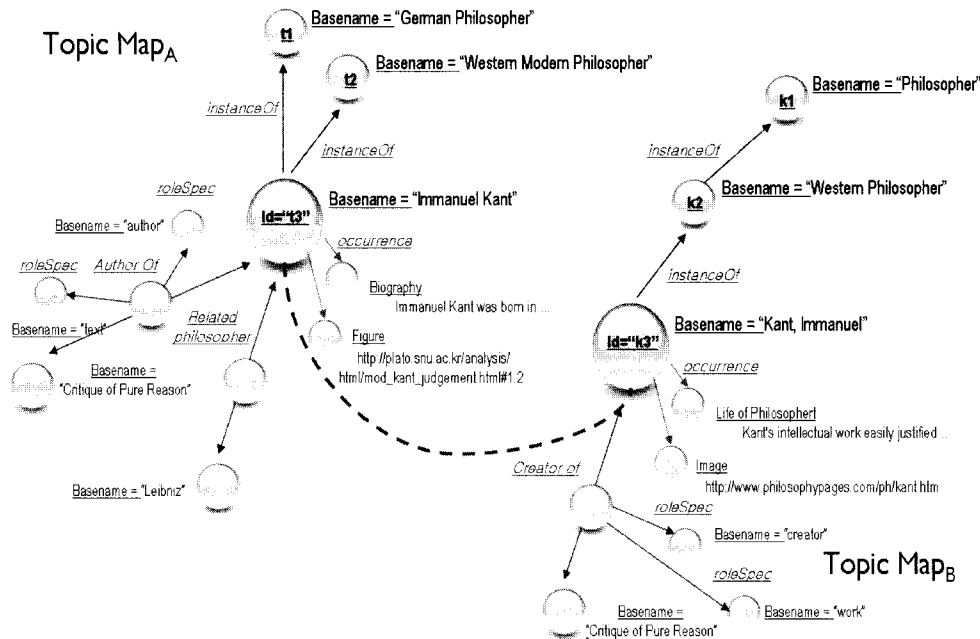 Topic Map_A
t1
Basename = "German Philosopher"
t2
Basename = "Western Modern Philosopher"
instanceOf
instanceOf
k1
Basename = "Philosopher"
instanceOf
k2
Basename = "Western Philosopher"
instanceOf
roleSpec
Basename = "author"
roleSpec
Author Of
Basename = "text"
Basename =
"Critique of Pure Reason"
id="t3"
Basename = "Immanuel Kant"
occurrence
Biography
Immanuel Kant was born in ...
Figure
http://plato.snu.ac.kr/analysis/
html/mod_kant_judgement.html#1.2
Related
philosopher
Basename = "Leibniz"
id="k3"
Basename = "Kant, Immanuel"
occurrence
Life of Philosophert
Kant's intellectual work easily justified ...
Image
http://www.philosophypages.com/ph/kant.htm
Creator of
roleSpec
Basename = "creator"
roleSpec
Basename = "work"
Basename =
"Critique of Pure Reason"
Topic Map_B